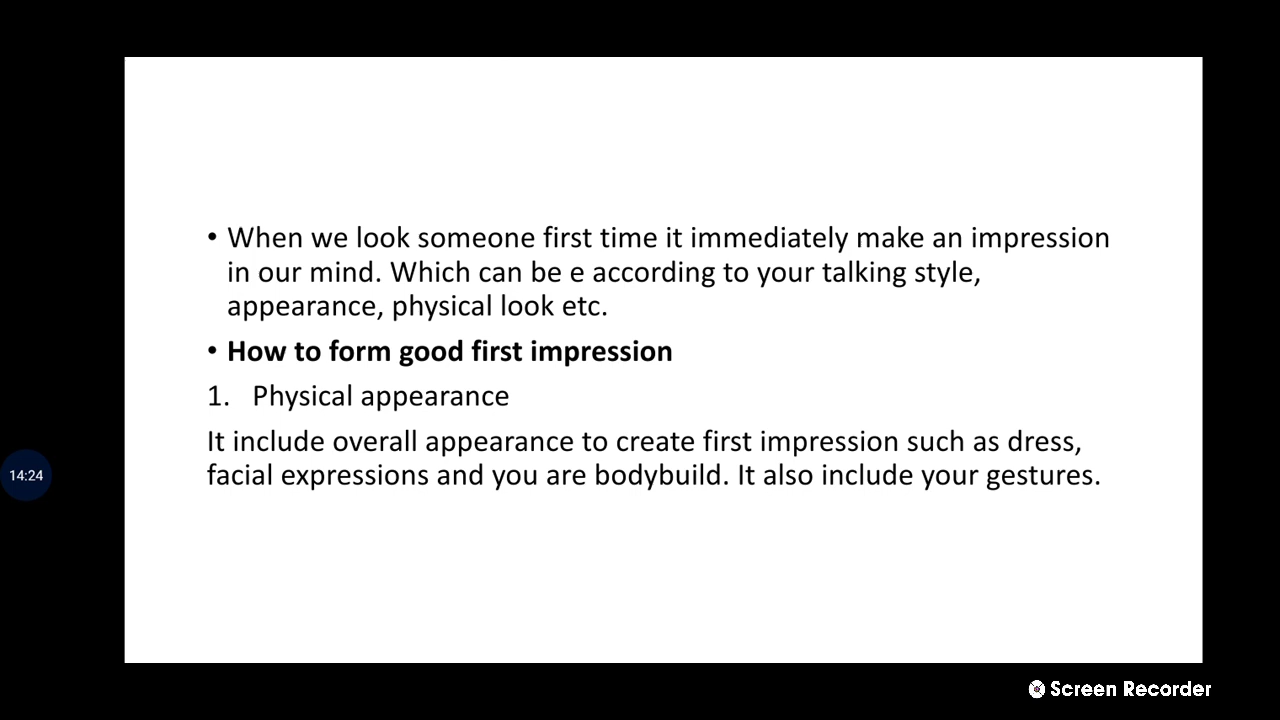 • When we look someone first time it immediately make an impression
in our mind. Which can be e according to your talking style,
appearance, physical look etc.
• How to form good first impression
1. Physical appearance
It include overall appearance to create first impression such as dress,
facial expressions and you are bodybuild. It also include your gestures.
14:24
Screen Recorder